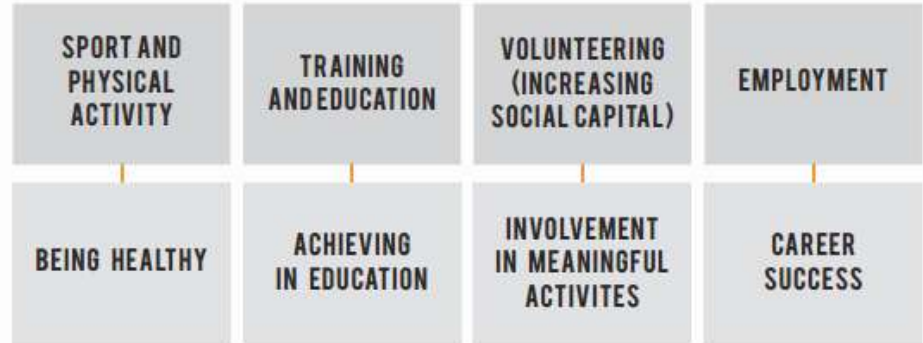 SPORT AND
PHYSICAL
ACTIVITY
TRAINING
AND EDUCATION
VOLUNTEERING
(INCREASING
SOCIAL CAPITAL)
EMPLOYMENT
BEING HEALTHY
ACHIEVING
IN EDUCATION
INVOLVEMENT
IN MEANINGFUL
ACTIVITES
CAREER
SUCCESS